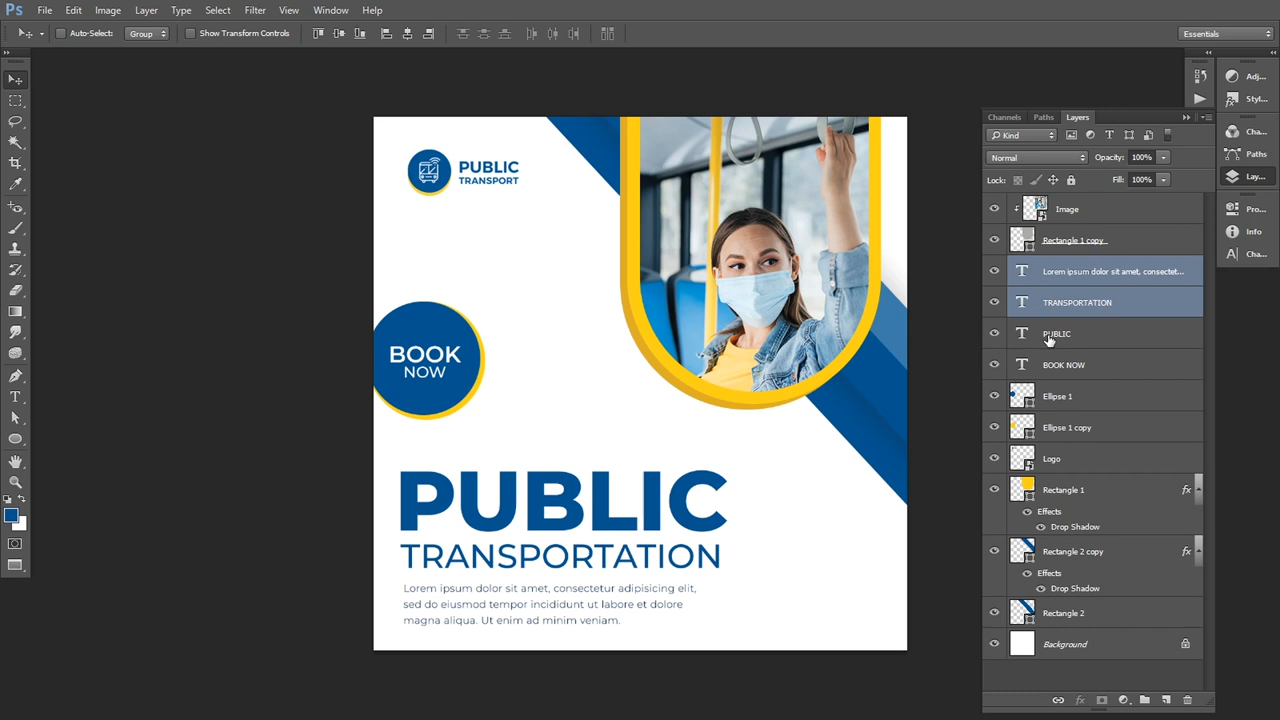 Ps File Edit Image Layer Type Select Filter View Window Help
Auto-Select: Group Show Transform Controls Essentials
Channels Paths Layers
Kind
Normal Opacity: 100%
Lock: Fill: 100%
Image
Rectangle 1 copy
Lorem ipsum dolor sit amet, consectet...
TRANSPORTATION
PUBLIC
BOOK NOW
Ellipse 1
Ellipse 1 copy
Logo
Rectangle 1 fx
Effects
Drop Shadow
Rectangle 2 copy fx
Effects
Drop Shadow
Rectangle 2
Background
fx
Adj...
Styl...
Cha...
Paths
Lay...
Pro...
Info
Cha...
PUBLIC
TRANSPORT
BOOK
NOW
PUBLIC
TRANSPORTATION
Lorem ipsum dolor sit amet, consectetur adipisicing elit,
sed do eiusmod tempor incididunt ut labore et dolore
magna aliqua. Ut enim ad minim veniam.